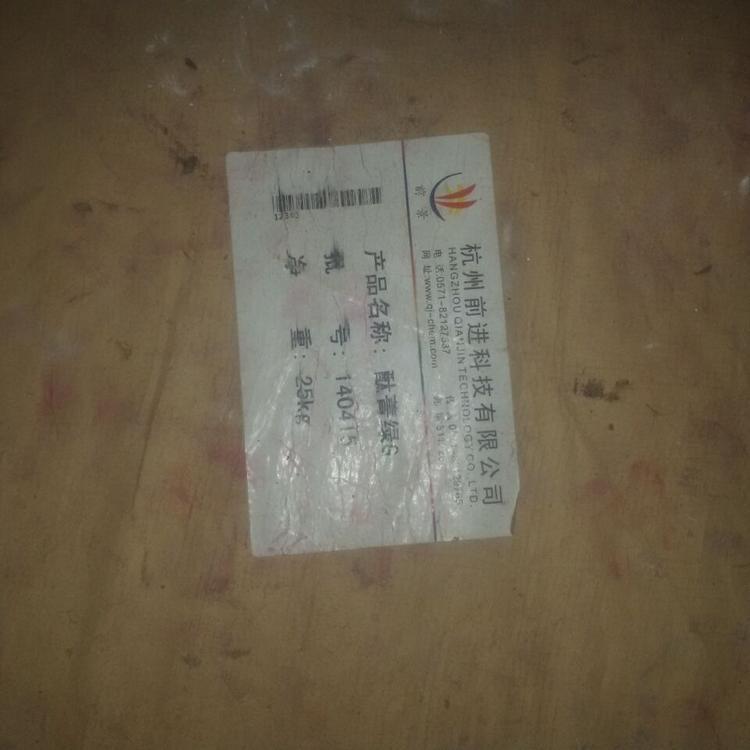 前景
杭州前进科技有限公司
HANGZHOU QIANJIN TECHNOLOGY CO., LTD.
电话:0571-82127337
网址:www.qj-chem.com
产品名称:酞菁绿G
批 号:140415
净 重:25kg